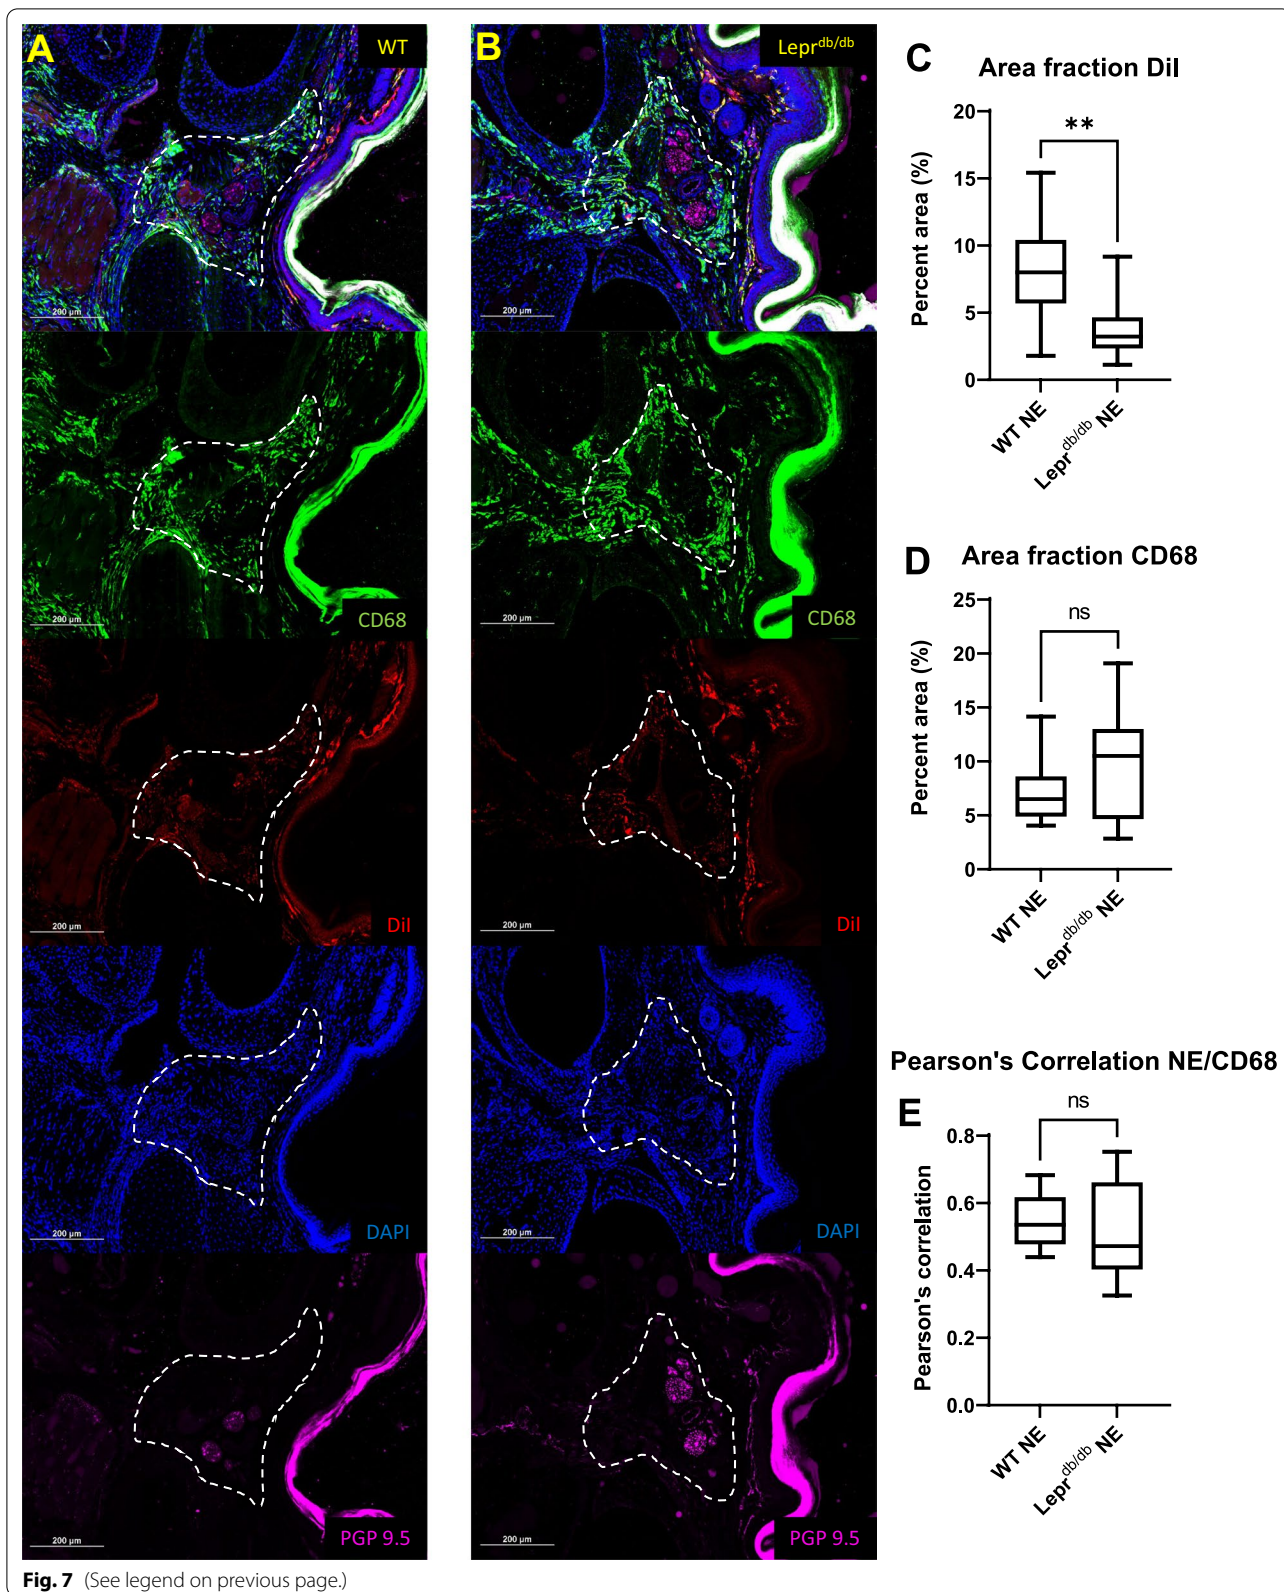 A
WT
200 µm
CD68
200 µm
DiI
200 µm
DAPI
200 µm
PGP 9.5
200 µm
B
Lepr db/db
200 µm
CD68
200 µm
DiI
200 µm
DAPI
200 µm
PGP 9.5
200 µm
C
Area fraction DiI
Percent area (%)
20
15
10
5
0
**
WT NE
Lepr db/db NE
D
Area fraction CD68
Percent area (%)
25
20
15
10
5
0
ns
WT NE
Lepr db/db NE
Pearson's Correlation NE/CD68
E
Pearson's correlation
0.8
0.6
0.4
0.2
0.0
ns
WT NE
Lepr db/db NE
Fig. 7 (See legend on previous page.)